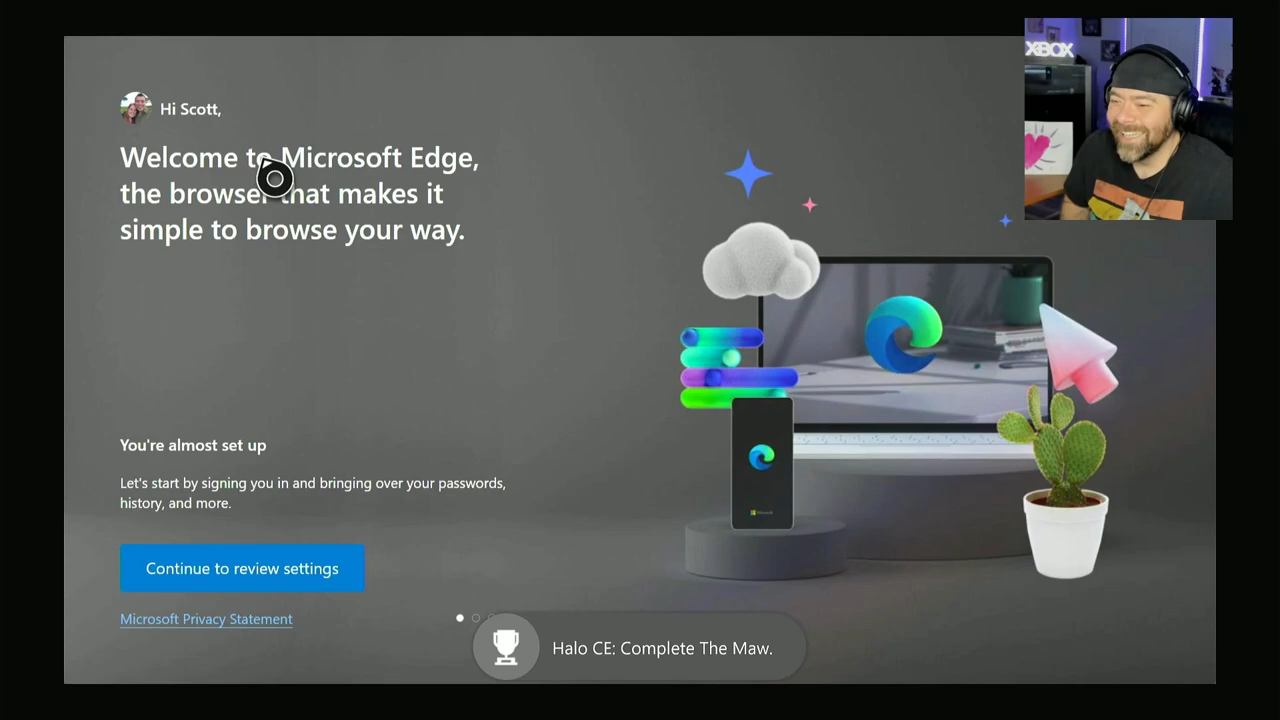 XBOX
Hi Scott,
Welcome to Microsoft Edge,
the browser that makes it
simple to browse your way.
You're almost set up
Let's start by signing you in and bringing over your passwords,
history, and more.
Continue to review settings
Microsoft Privacy Statement
Microsoft
Halo CE: Complete The Maw.